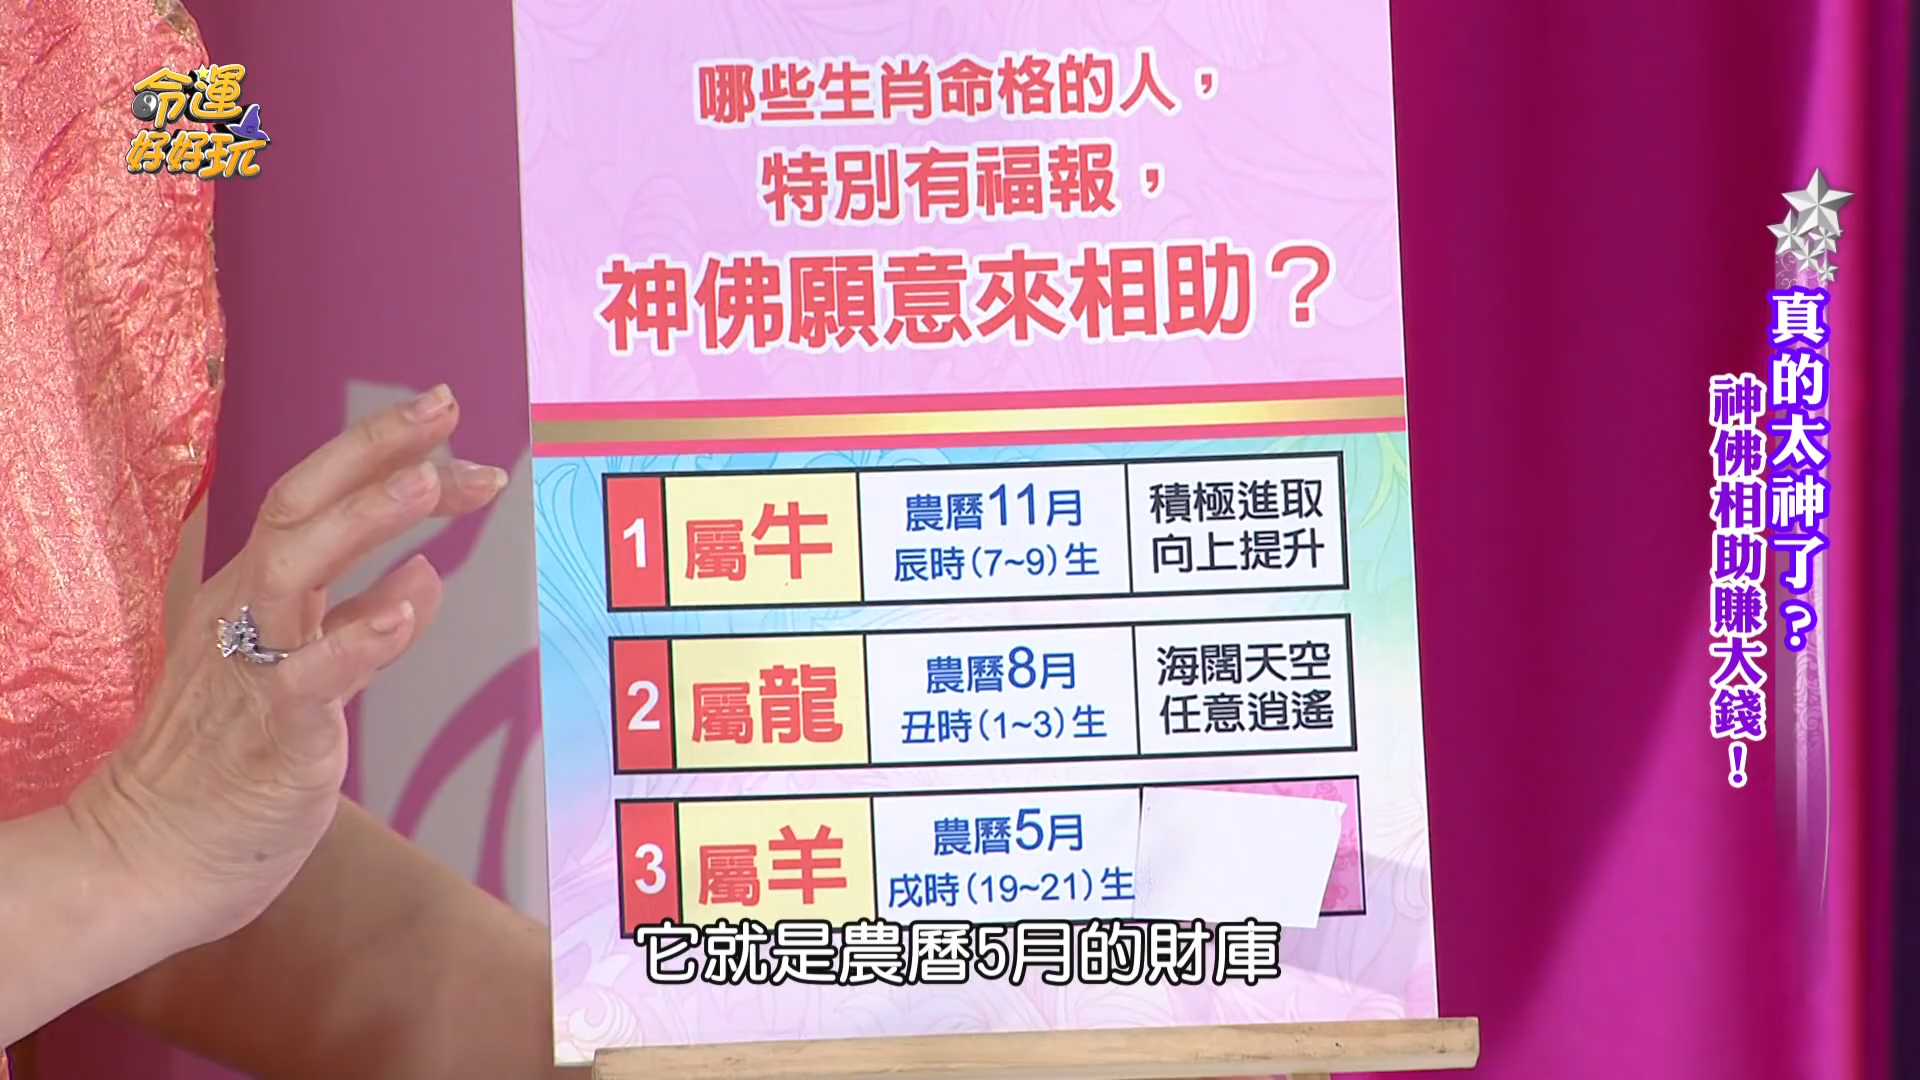 命運
好好玩
哪些生肖命格的人，
特別有福報，
神佛願意來相助？
1 屬牛 農曆11月 積極進取
辰時(7~9)生 向上提升
2 屬龍 農曆8月 海闊天空
丑時(1~3)生 任意逍遙
3 屬羊 農曆5月
戌時(19~21)生
它就是農曆5月的財庫
真的太神了？
神佛相助賺大錢！